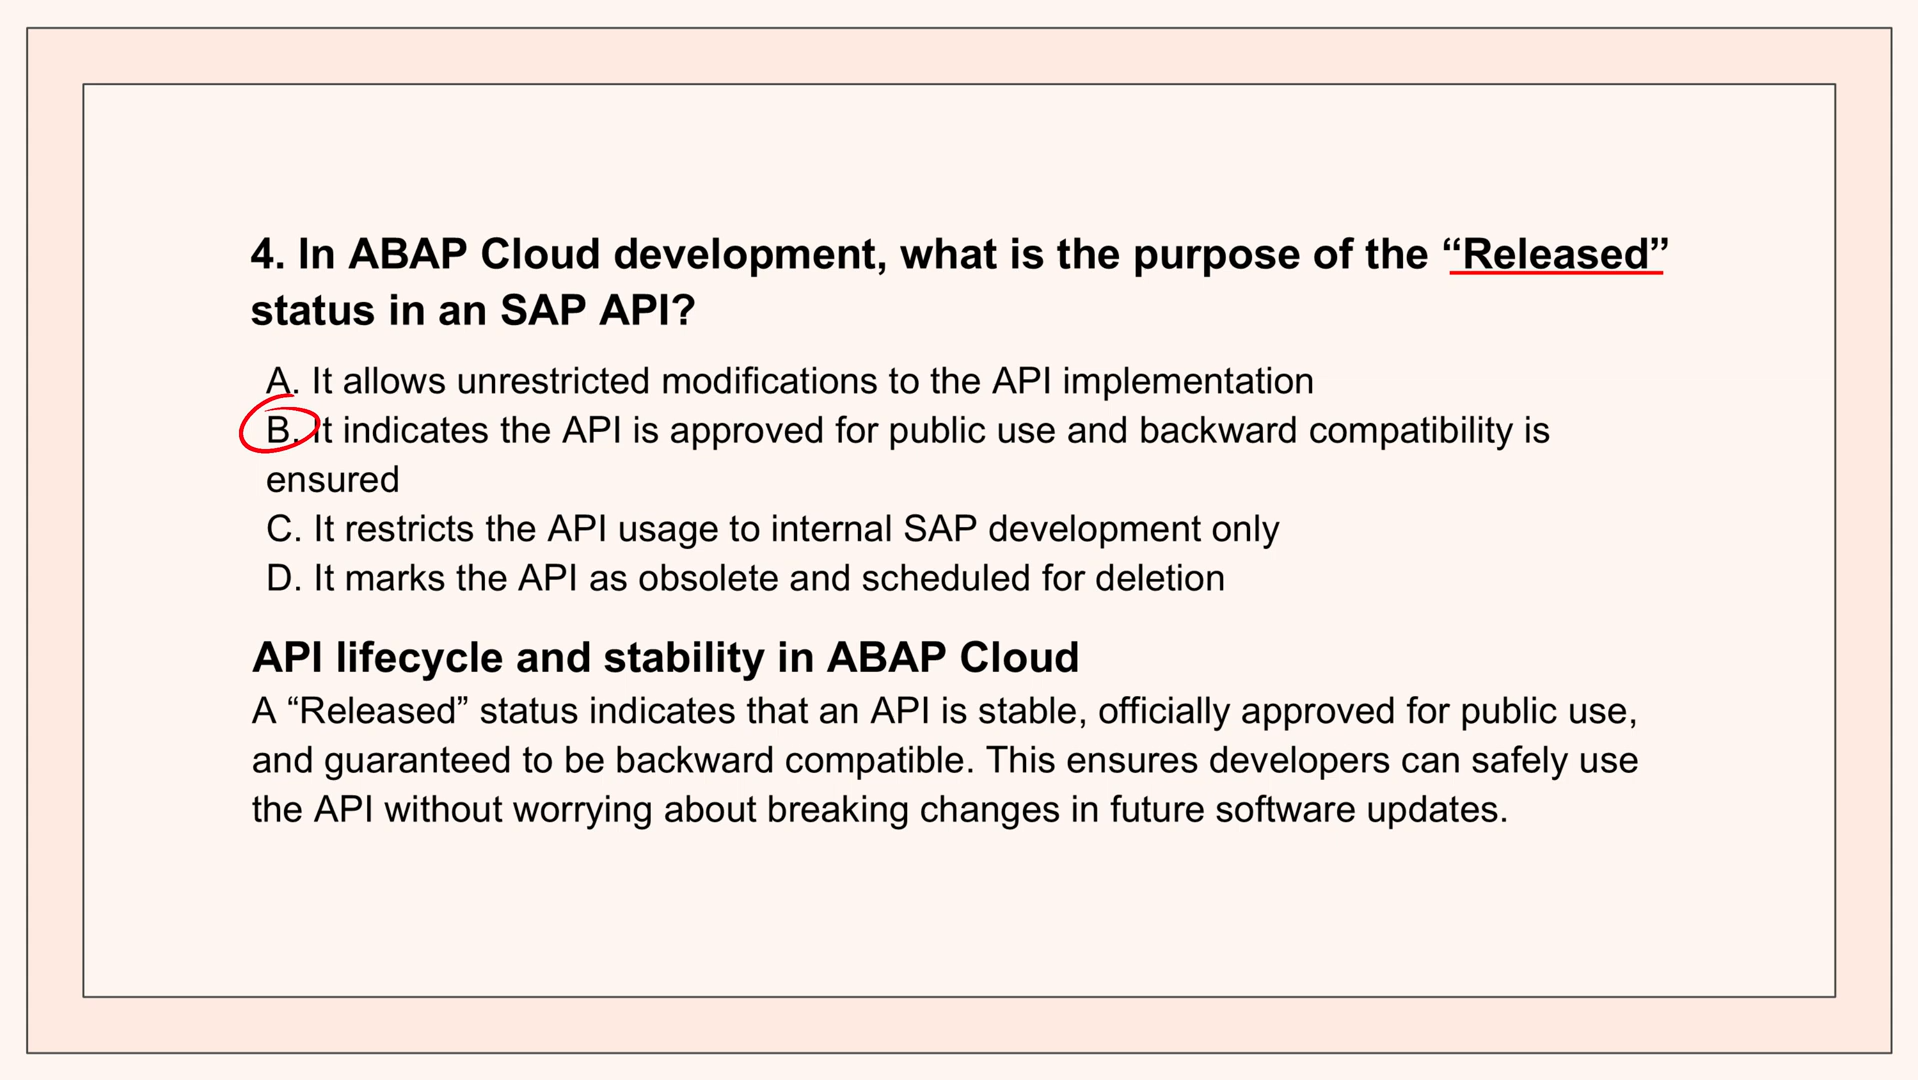 4. In ABAP Cloud development, what is the purpose of the “Released”
status in an SAP API?
A. It allows unrestricted modifications to the API implementation
B. It indicates the API is approved for public use and backward compatibility is
ensured
C. It restricts the API usage to internal SAP development only
D. It marks the API as obsolete and scheduled for deletion
API lifecycle and stability in ABAP Cloud
A “Released” status indicates that an API is stable, officially approved for public use,
and guaranteed to be backward compatible. This ensures developers can safely use
the API without worrying about breaking changes in future software updates.